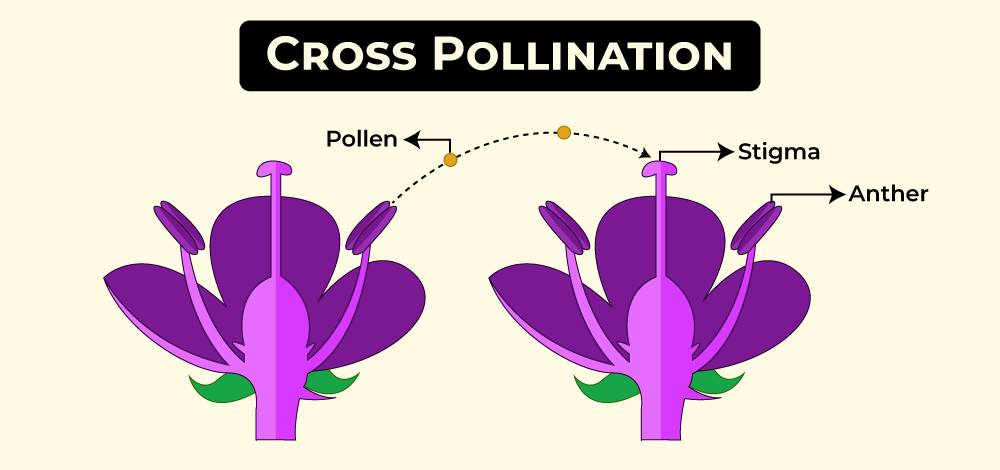 Cross Pollination
Pollen
Stigma
Anther